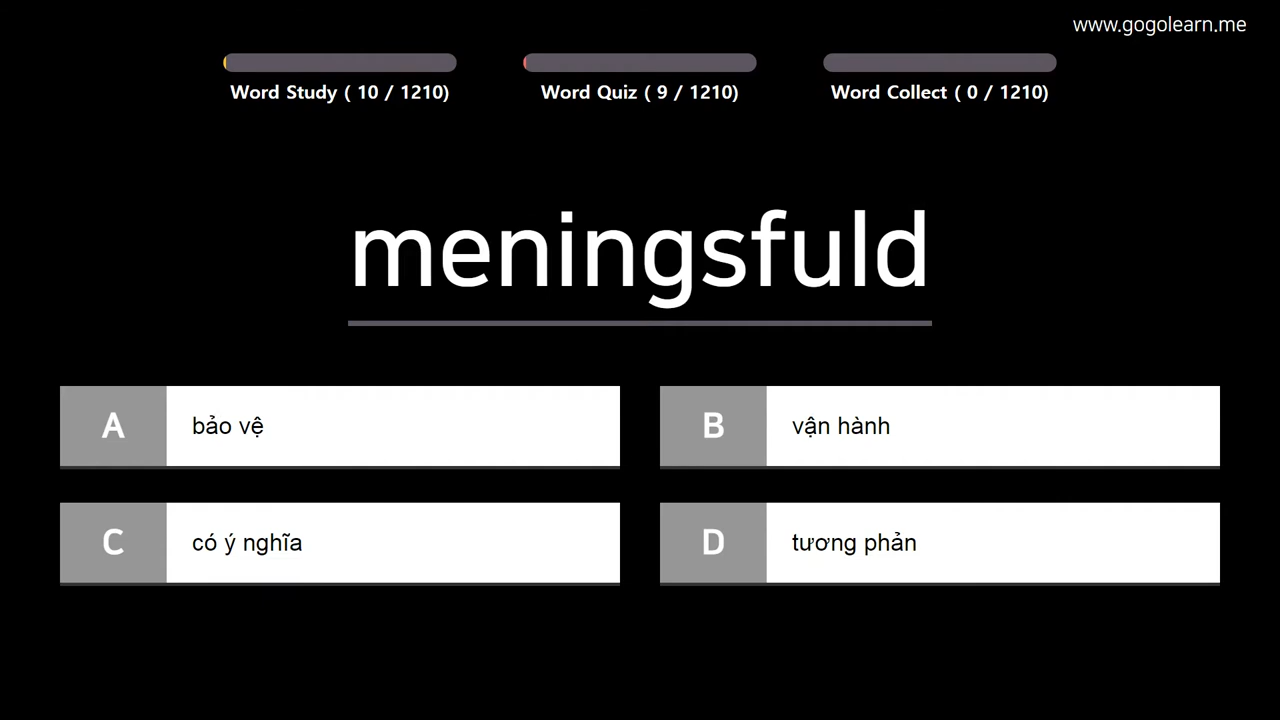 www.gogolearn.me
Word Study ( 10 / 1210)
Word Quiz ( 9 / 1210)
Word Collect ( 0 / 1210)
meningsfuld
A bảo vệ
B vận hành
C có ý nghĩa
D tương phản